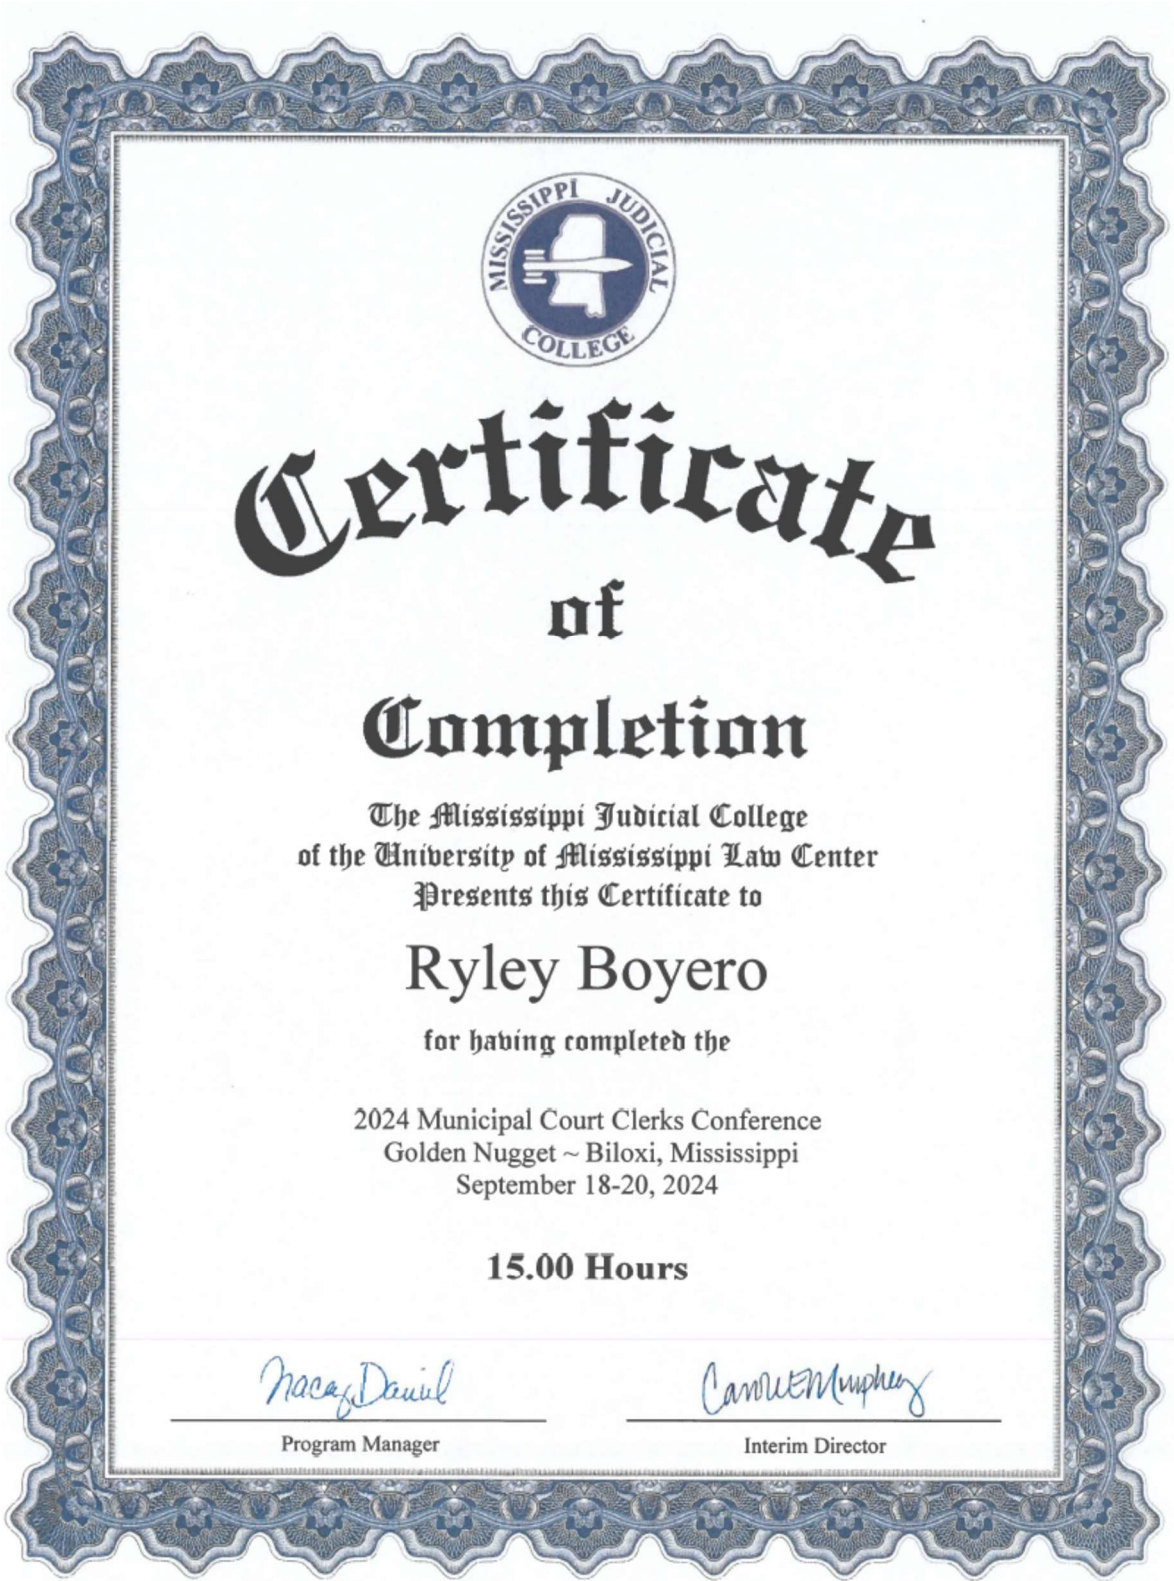 MISSISSIPPI JUDICIAL
COLLEGE
Certificate
of
Completion
The Mississippi Judicial College
of the University of Mississippi Law Center
Presents this Certificate to
Ryley Boyero
for having completed the
2024 Municipal Court Clerks Conference
Golden Nugget ~ Biloxi, Mississippi
September 18-20, 2024
15.00 Hours
Daniel
Program Manager
Interim Director